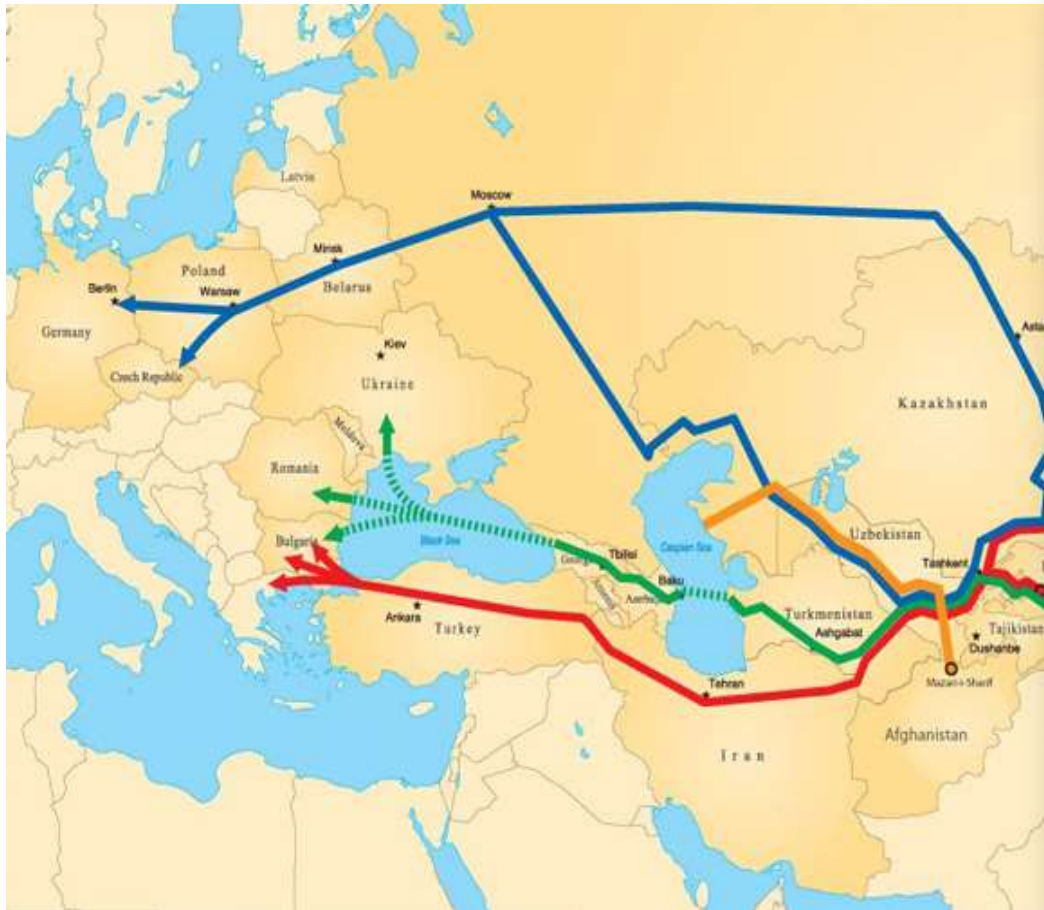 Latvia
Moscow
Minsk
Poland
Belarus
Berlin
Warsaw
Germany
Kiev
Asta
Czech Republic
Ukraine
Kazakhstan
Moldova
Romania
Uzbekistan
Bulgaria
Black Sea
Caspian Sea
Tbilisi
Tashkent
Baku
Ankara
Turkey
Turkmenistan
Ashgabat
Tajikistan
Dushanbe
Tehran
Mazar-i-Sharif
Iran
Afghanistan